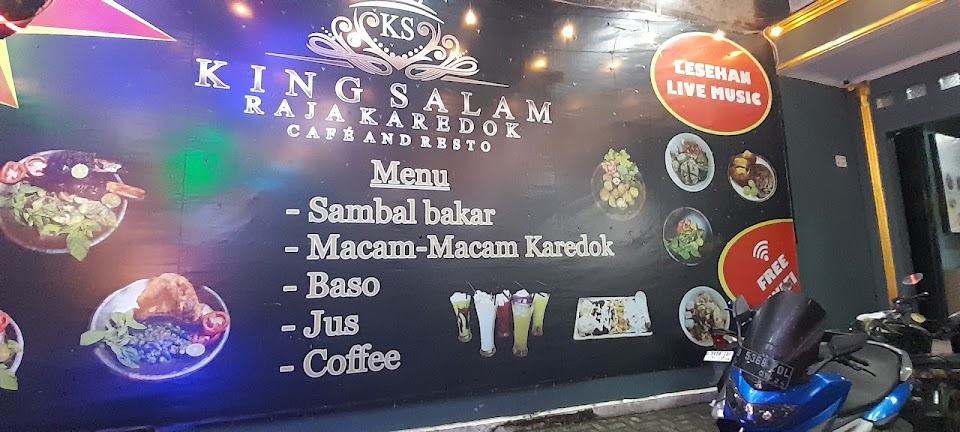 KS
KING SALAM
RAJA KAREDOK
CAFÉ AND RESTO
Menu
- Sambal bakar
- Macam-Macam Karedok
- Baso
- Jus
- Coffee
LESEHAN
LIVE MUSIC
FREE